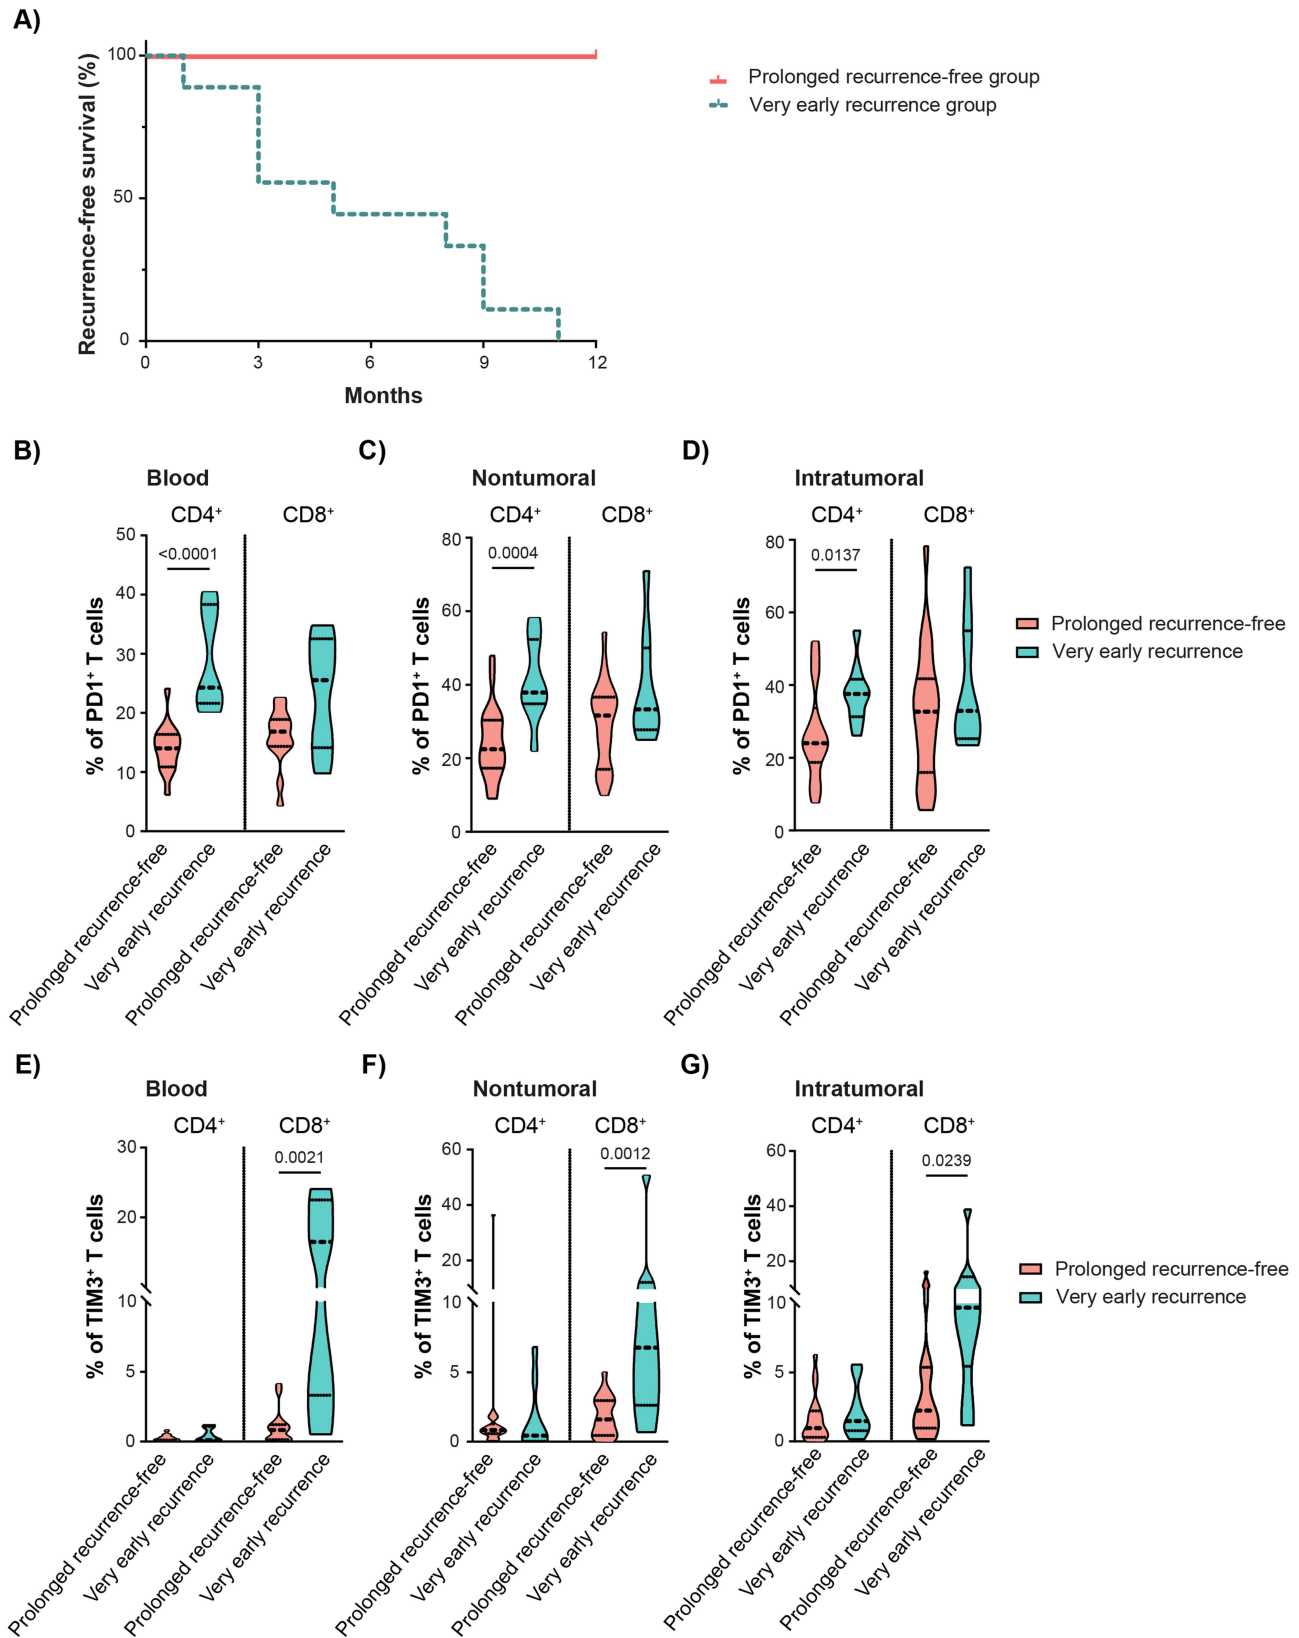 A)
Recurrence-free survival (%)
100
50
0
0 3 6 9 12
Months
Prolonged recurrence-free group
Very early recurrence group
B)
Blood
CD4+ CD8+
% of PD1+ T cells
50
40
30
20
10
0
<0.0001
Prolonged recurrence-free
Very early recurrence
Prolonged recurrence-free
Very early recurrence
C)
Nontumoral
CD4+ CD8+
% of PD1+ T cells
80
60
40
20
0
0.0004
Prolonged recurrence-free
Very early recurrence
Prolonged recurrence-free
Very early recurrence
D)
Intratumoral
CD4+ CD8+
% of PD1+ T cells
80
60
40
20
0
0.0137
Prolonged recurrence-free
Very early recurrence
Prolonged recurrence-free
Very early recurrence
Prolonged recurrence-free
Very early recurrence
E)
Blood
CD4+ CD8+
% of TIM3+ T cells
30
20
10
5
0
0.0021
Prolonged recurrence-free
Very early recurrence
Prolonged recurrence-free
Very early recurrence
F)
Nontumoral
CD4+ CD8+
% of TIM3+ T cells
60
40
20
10
5
0
0.0012
Prolonged recurrence-free
Very early recurrence
Prolonged recurrence-free
Very early recurrence
G)
Intratumoral
CD4+ CD8+
% of TIM3+ T cells
60
40
20
10
5
0
0.0239
Prolonged recurrence-free
Very early recurrence
Prolonged recurrence-free
Very early recurrence
Prolonged recurrence-free
Very early recurrence